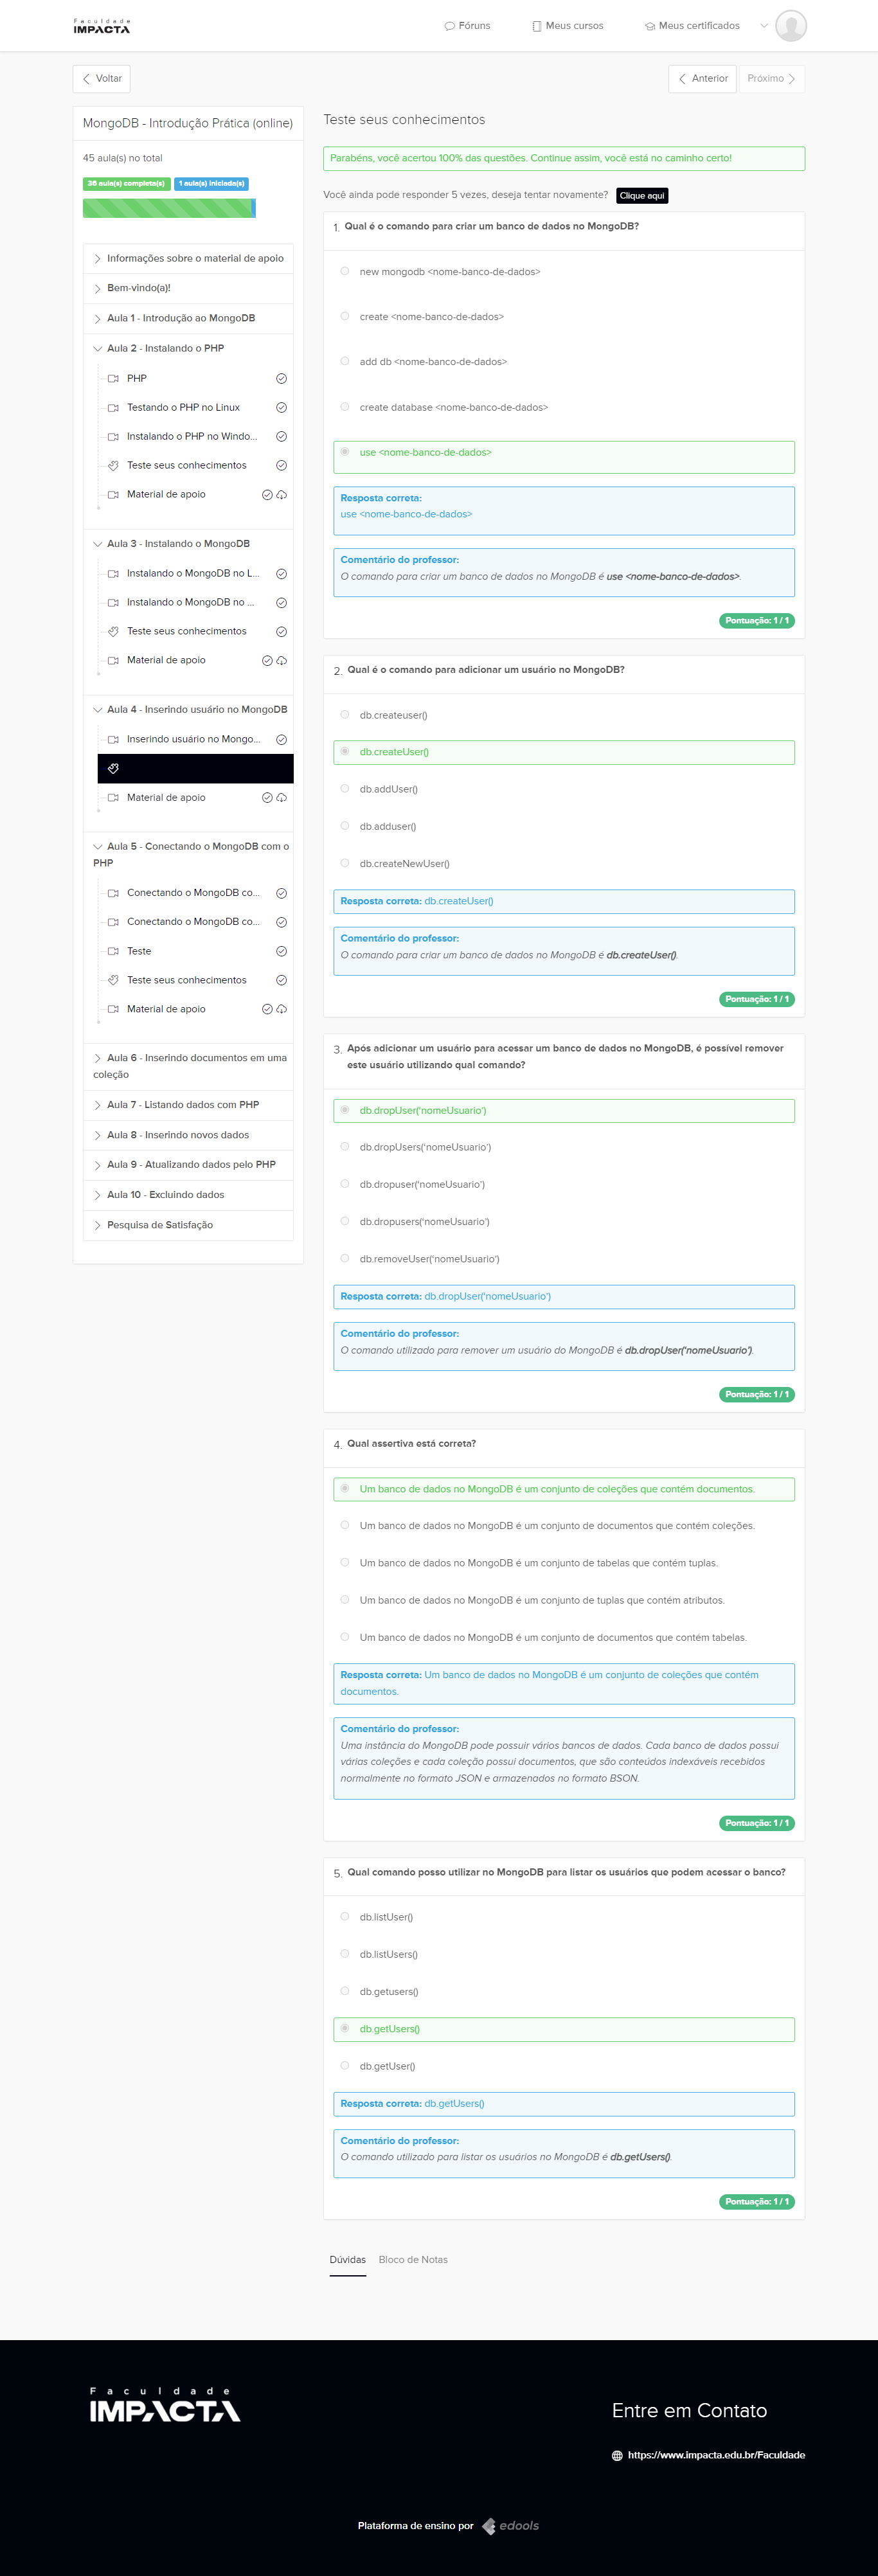 Faculdade
IMPACTA
Fóruns
Meus cursos
Meus certificados
Voltar
Anterior
Próximo
MongoDB - Introdução Prática (online)
45 aula(s) no total
36 aula(s) completa(s)
1 aula(s) iniciada(s)
Informações sobre o material de apoio
Bem-vindo(a)!
Aula 1 - Introdução ao MongoDB
Aula 2 - Instalando o PHP
PHP
Testando o PHP no Linux
Instalando o PHP no Windo...
Teste seus conhecimentos
Material de apoio
Aula 3 - Instalando o MongoDB
Instalando o MongoDB no L...
Instalando o MongoDB no ...
Teste seus conhecimentos
Material de apoio
Aula 4 - Inserindo usuário no MongoDB
Inserindo usuário no Mongo...
Material de apoio
Aula 5 - Conectando o MongoDB com o
PHP
Conectando o MongoDB co...
Conectando o MongoDB co...
Teste
Teste seus conhecimentos
Material de apoio
Aula 6 - Inserindo documentos em uma
coleção
Aula 7 - Listando dados com PHP
Aula 8 - Inserindo novos dados
Aula 9 - Atualizando dados pelo PHP
Aula 10 - Excluindo dados
Pesquisa de Satisfação
Teste seus conhecimentos
Parabéns, você acertou 100% das questões. Continue assim, você está no caminho certo!
Você ainda pode responder 5 vezes, deseja tentar novamente? Clique aqui
1. Qual é o comando para criar um banco de dados no MongoDB?
new mongodb <nome-banco-de-dados>
create <nome-banco-de-dados>
add db <nome-banco-de-dados>
create database <nome-banco-de-dados>
use <nome-banco-de-dados>
Resposta correta:
use <nome-banco-de-dados>
Comentário do professor:
O comando para criar um banco de dados no MongoDB é use <nome-banco-de-dados>.
Pontuação: 1 / 1
2. Qual é o comando para adicionar um usuário no MongoDB?
db.createuser()
db.createUser()
db.addUser()
db.adduser()
db.createNewUser()
Resposta correta: db.createUser()
Comentário do professor:
O comando para criar um banco de dados no MongoDB é db.createUser().
Pontuação: 1 / 1
3. Após adicionar um usuário para acessar um banco de dados no MongoDB, é possível remover
este usuário utilizando qual comando?
db.dropUser('nomeUsuario')
db.dropUsers('nomeUsuario')
db.dropuser('nomeUsuario')
db.dropusers('nomeUsuario')
db.removeUser('nomeUsuario')
Resposta correta: db.dropUser('nomeUsuario')
Comentário do professor:
O comando utilizado para remover um usuário do MongoDB é db.dropUser('nomeUsuario').
Pontuação: 1 / 1
4. Qual assertiva está correta?
Um banco de dados no MongoDB é um conjunto de coleções que contém documentos.
Um banco de dados no MongoDB é um conjunto de documentos que contém coleções.
Um banco de dados no MongoDB é um conjunto de tabelas que contém tuplas.
Um banco de dados no MongoDB é um conjunto de tuplas que contém atributos.
Um banco de dados no MongoDB é um conjunto de documentos que contém tabelas.
Resposta correta: Um banco de dados no MongoDB é um conjunto de coleções que contém
documentos.
Comentário do professor:
Uma instância do MongoDB pode possuir vários bancos de dados. Cada banco de dados possui
várias coleções e cada coleção possui documentos, que são conteúdos indexáveis recebidos
normalmente no formato JSON e armazenados no formato BSON.
Pontuação: 1 / 1
5. Qual comando posso utilizar no MongoDB para listar os usuários que podem acessar o banco?
db.listUser()
db.listUsers()
db.getusers()
db.getUsers()
db.getUser()
Resposta correta: db.getUsers()
Comentário do professor:
O comando utilizado para listar os usuários no MongoDB é db.getUsers().
Pontuação: 1 / 1
Dúvidas
Bloco de Notas
Faculdade
IMPACTA
Entre em Contato
https://www.impacta.edu.br/Faculdade
Plataforma de ensino por edools